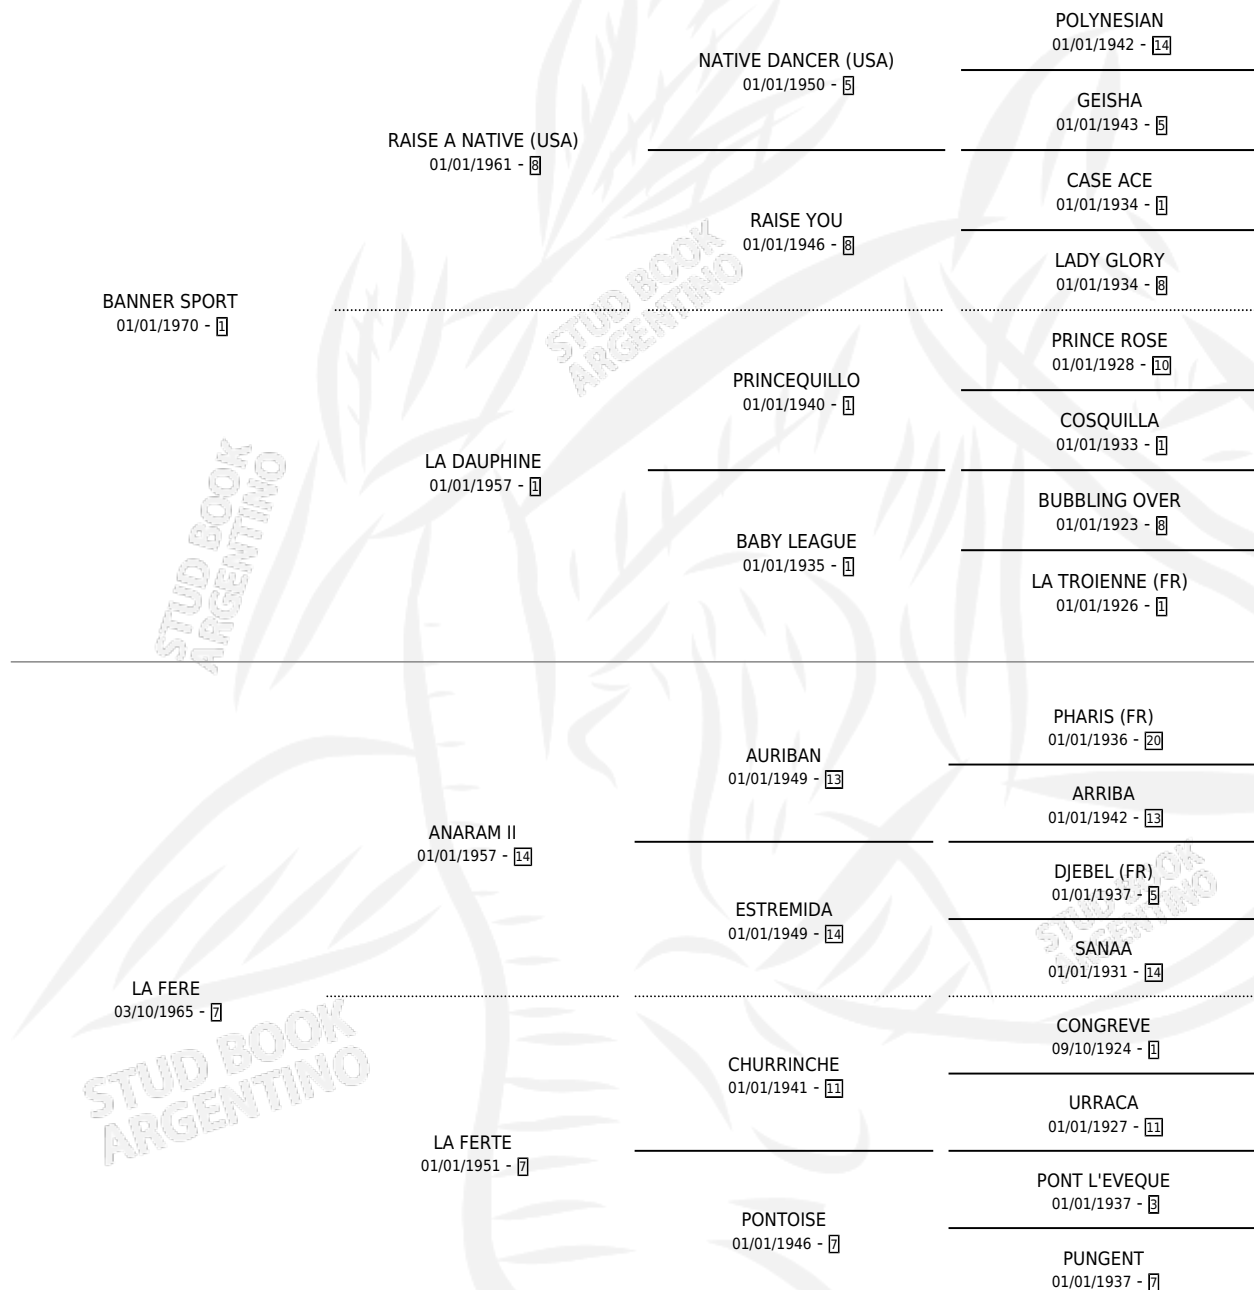 BANNER SPORT
01/01/1970 - 1
RAISE A NATIVE (USA)
01/01/1961 - 8
NATIVE DANCER (USA)
01/01/1950 - 5
POLYNESIAN
01/01/1942 - 14
GEISHA
01/01/1943 - 5
RAISE YOU
01/01/1946 - 8
CASE ACE
01/01/1934 - 1
LADY GLORY
01/01/1934 - 8
LA DAUPHINE
01/01/1957 - 1
PRINCEQUILLO
01/01/1940 - 1
PRINCE ROSE
01/01/1928 - 10
COSQUILLA
01/01/1933 - 1
BABY LEAGUE
01/01/1935 - 1
BUBBLING OVER
01/01/1923 - 8
LA TROIENNE (FR)
01/01/1926 - 1
LA FERE
03/10/1965 - 7
ANARAM II
01/01/1957 - 14
AURIBAN
01/01/1949 - 13
PHARIS (FR)
01/01/1936 - 20
ARRIBA
01/01/1942 - 13
ESTREMIDA
01/01/1949 - 14
DJEBEL (FR)
01/01/1937 - 5
SANAA
01/01/1931 - 14
LA FERTE
01/01/1951 - 7
CHURRINCHE
01/01/1941 - 11
CONGREVE
09/10/1924 - 1
URRACA
01/01/1927 - 11
PONTOISE
01/01/1946 - 7
PONT L'EVEQUE
01/01/1937 - 3
PUNGENT
01/01/1937 - 7
STUD BOOK
ARGENTINO
STUD BOOK
ARGENTINO
STUD BOOK
ARGENTINO
STUD BOOK
ARGENTINO